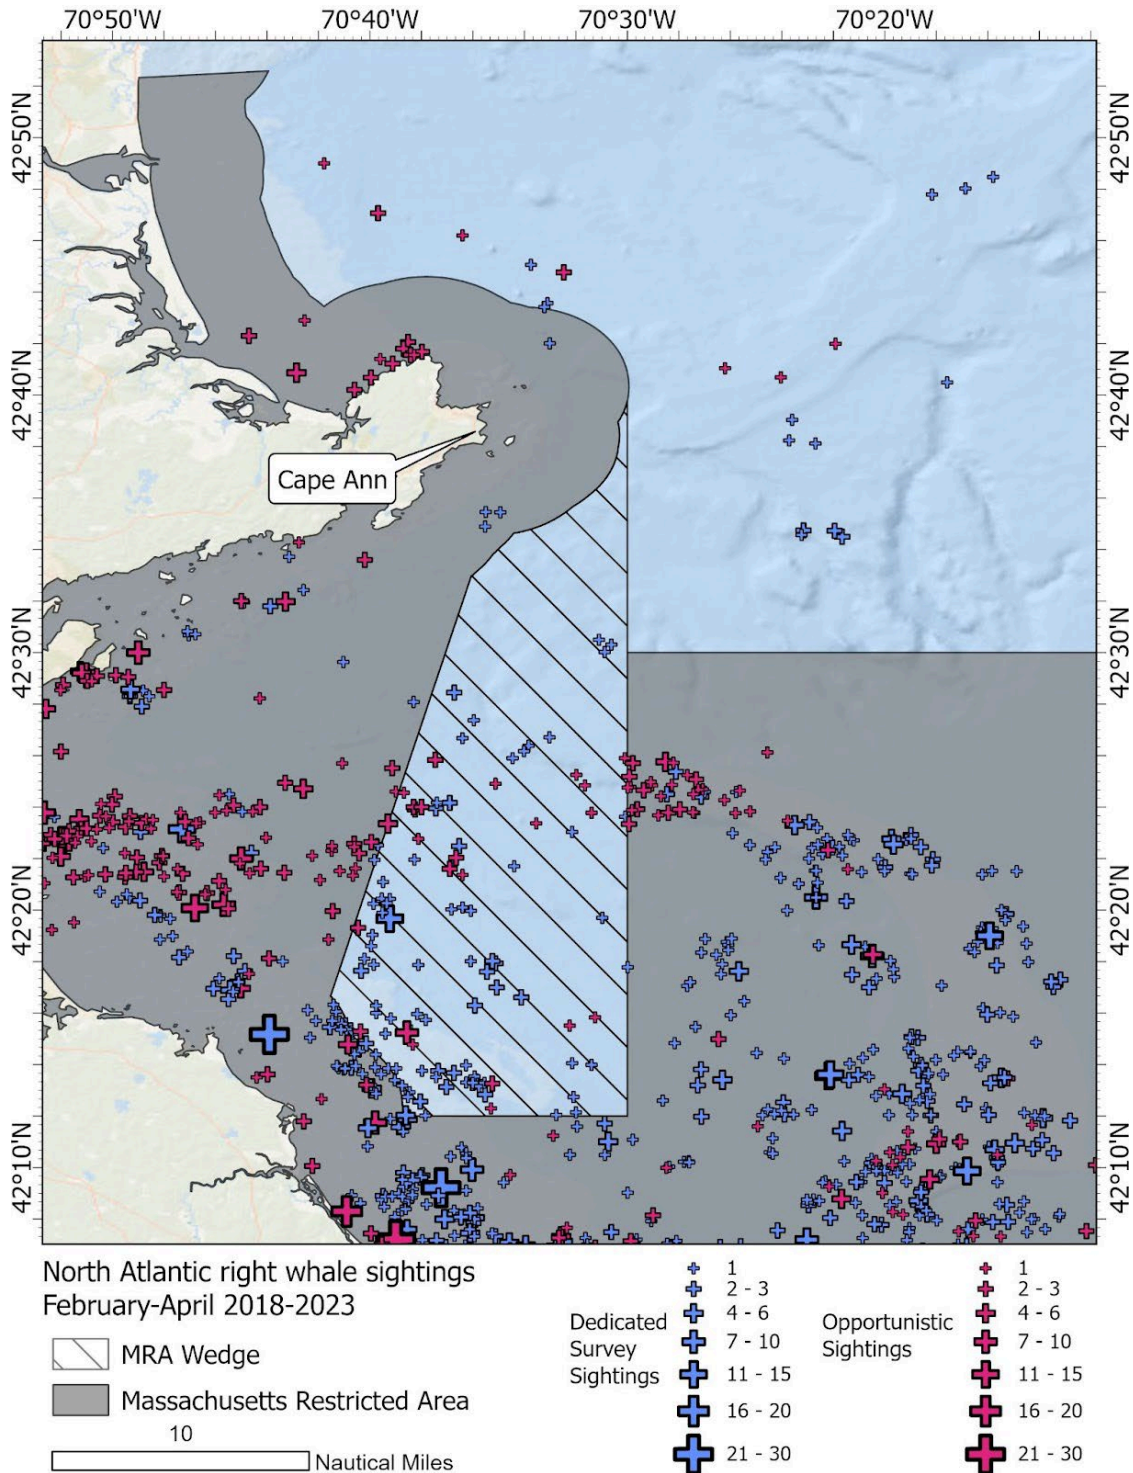 70°50'W 70°40'W 70°30'W 70°20'W
42°50'N 42°50'N
42°40'N 42°40'N
Cape Ann
42°30'N 42°30'N
42°20'N 42°20'N
42°10'N 42°10'N
North Atlantic right whale sightings
February-April 2018-2023
MRA Wedge
Massachusetts Restricted Area
10
Nautical Miles
Dedicated
Survey
Sightings
1
2 - 3
4 - 6
7 - 10
11 - 15
16 - 20
21 - 30
Opportunistic
Sightings
1
2 - 3
4 - 6
7 - 10
11 - 15
16 - 20
21 - 30